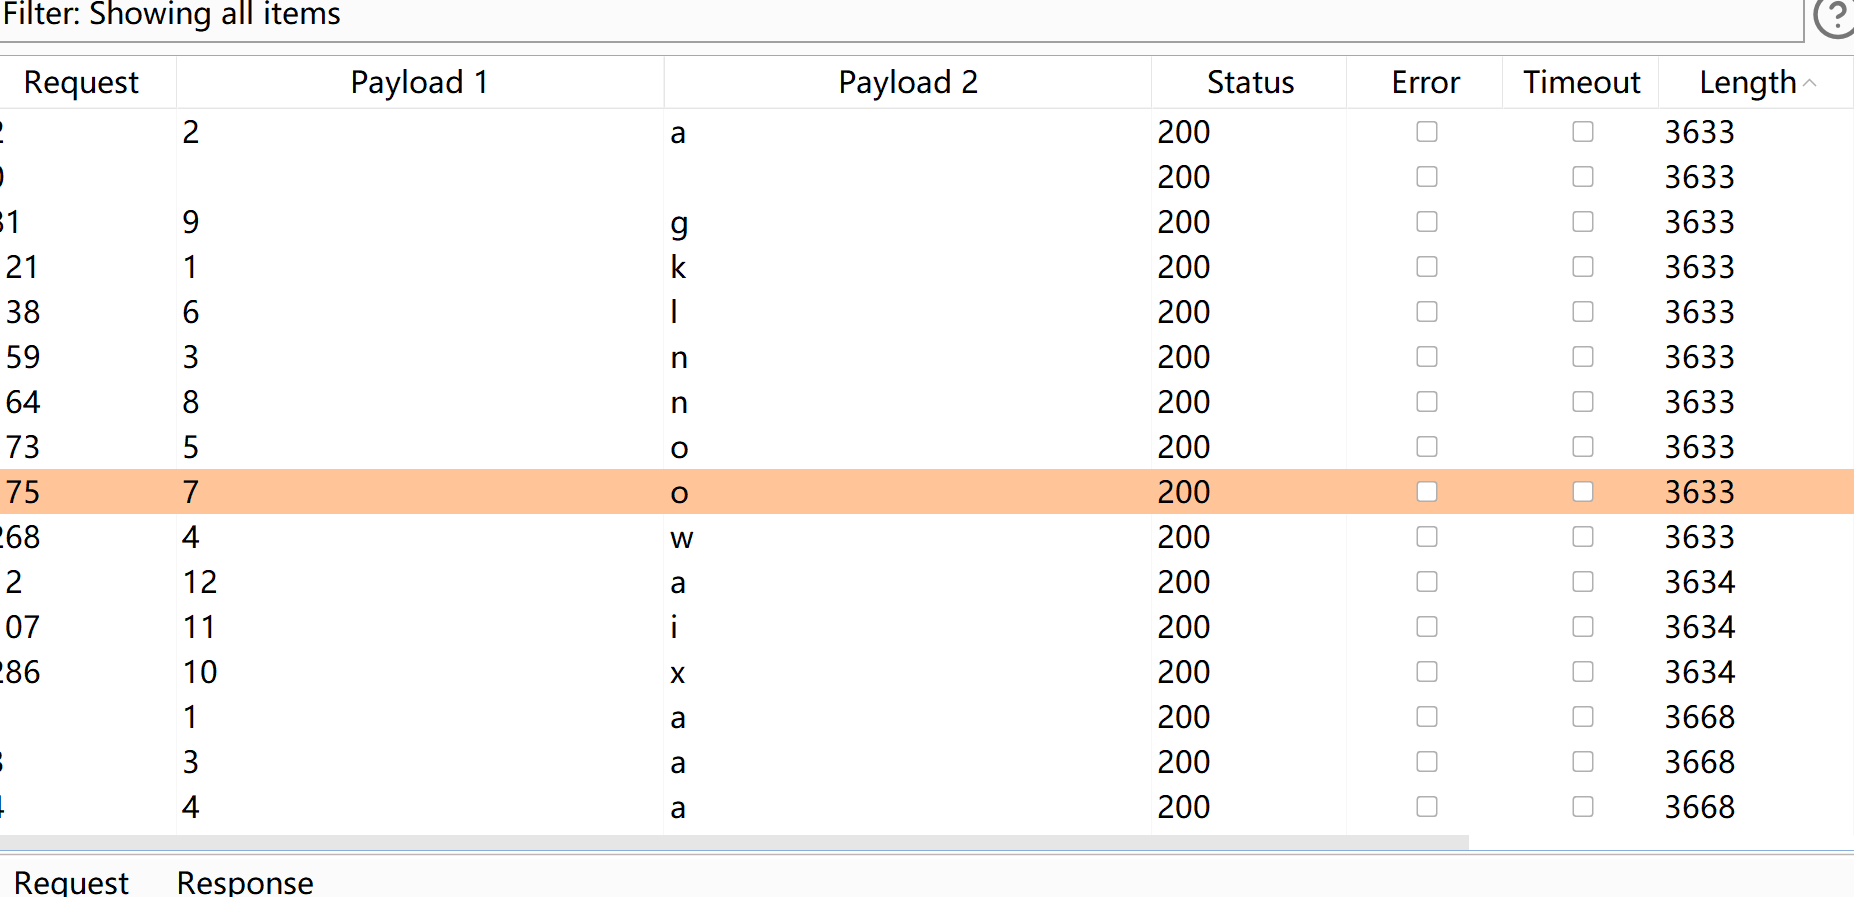 Filter: Showing all items
Request Payload 1 Payload 2 Status Error Timeout Length
2 2 a 200 3633
0 200 3633
81 9 g 200 3633
21 1 k 200 3633
38 6 l 200 3633
59 3 n 200 3633
64 8 n 200 3633
73 5 o 200 3633
75 7 o 200 3633
268 4 w 200 3633
2 12 a 200 3634
07 11 i 200 3634
286 10 x 200 3634
1 a 200 3668
3 3 a 200 3668
4 4 a 200 3668
Request Response